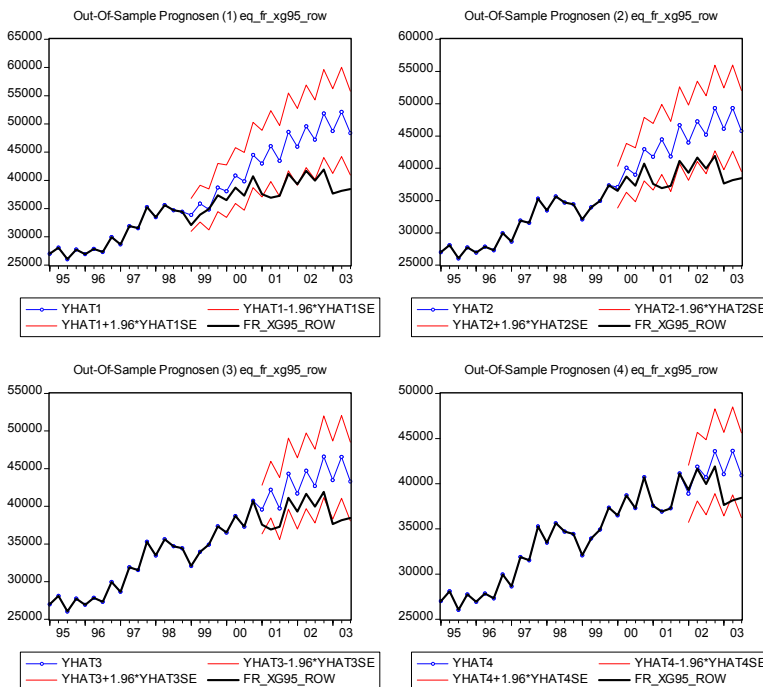 Out-Of-Sample Prognosen (1) eq_fr_xg95_row
65000
60000
55000
50000
45000
40000
35000
30000
25000
95 96 97 98 99 00 01 02 03
YHAT1 YHAT1-1.96*YHAT1SE
YHAT1+1.96*YHAT1SE FR_XG95_ROW
Out-Of-Sample Prognosen (2) eq_fr_xg95_row
60000
55000
50000
45000
40000
35000
30000
25000
95 96 97 98 99 00 01 02 03
YHAT2 YHAT2-1.96*YHAT2SE
YHAT2+1.96*YHAT2SE FR_XG95_ROW
Out-Of-Sample Prognosen (3) eq_fr_xg95_row
55000
50000
45000
40000
35000
30000
25000
95 96 97 98 99 00 01 02 03
YHAT3 YHAT3-1.96*YHAT3SE
YHAT3+1.96*YHAT3SE FR_XG95_ROW
Out-Of-Sample Prognosen (4) eq_fr_xg95_row
50000
45000
40000
35000
30000
25000
95 96 97 98 99 00 01 02 03
YHAT4 YHAT4-1.96*YHAT4SE
YHAT4+1.96*YHAT4SE FR_XG95_ROW